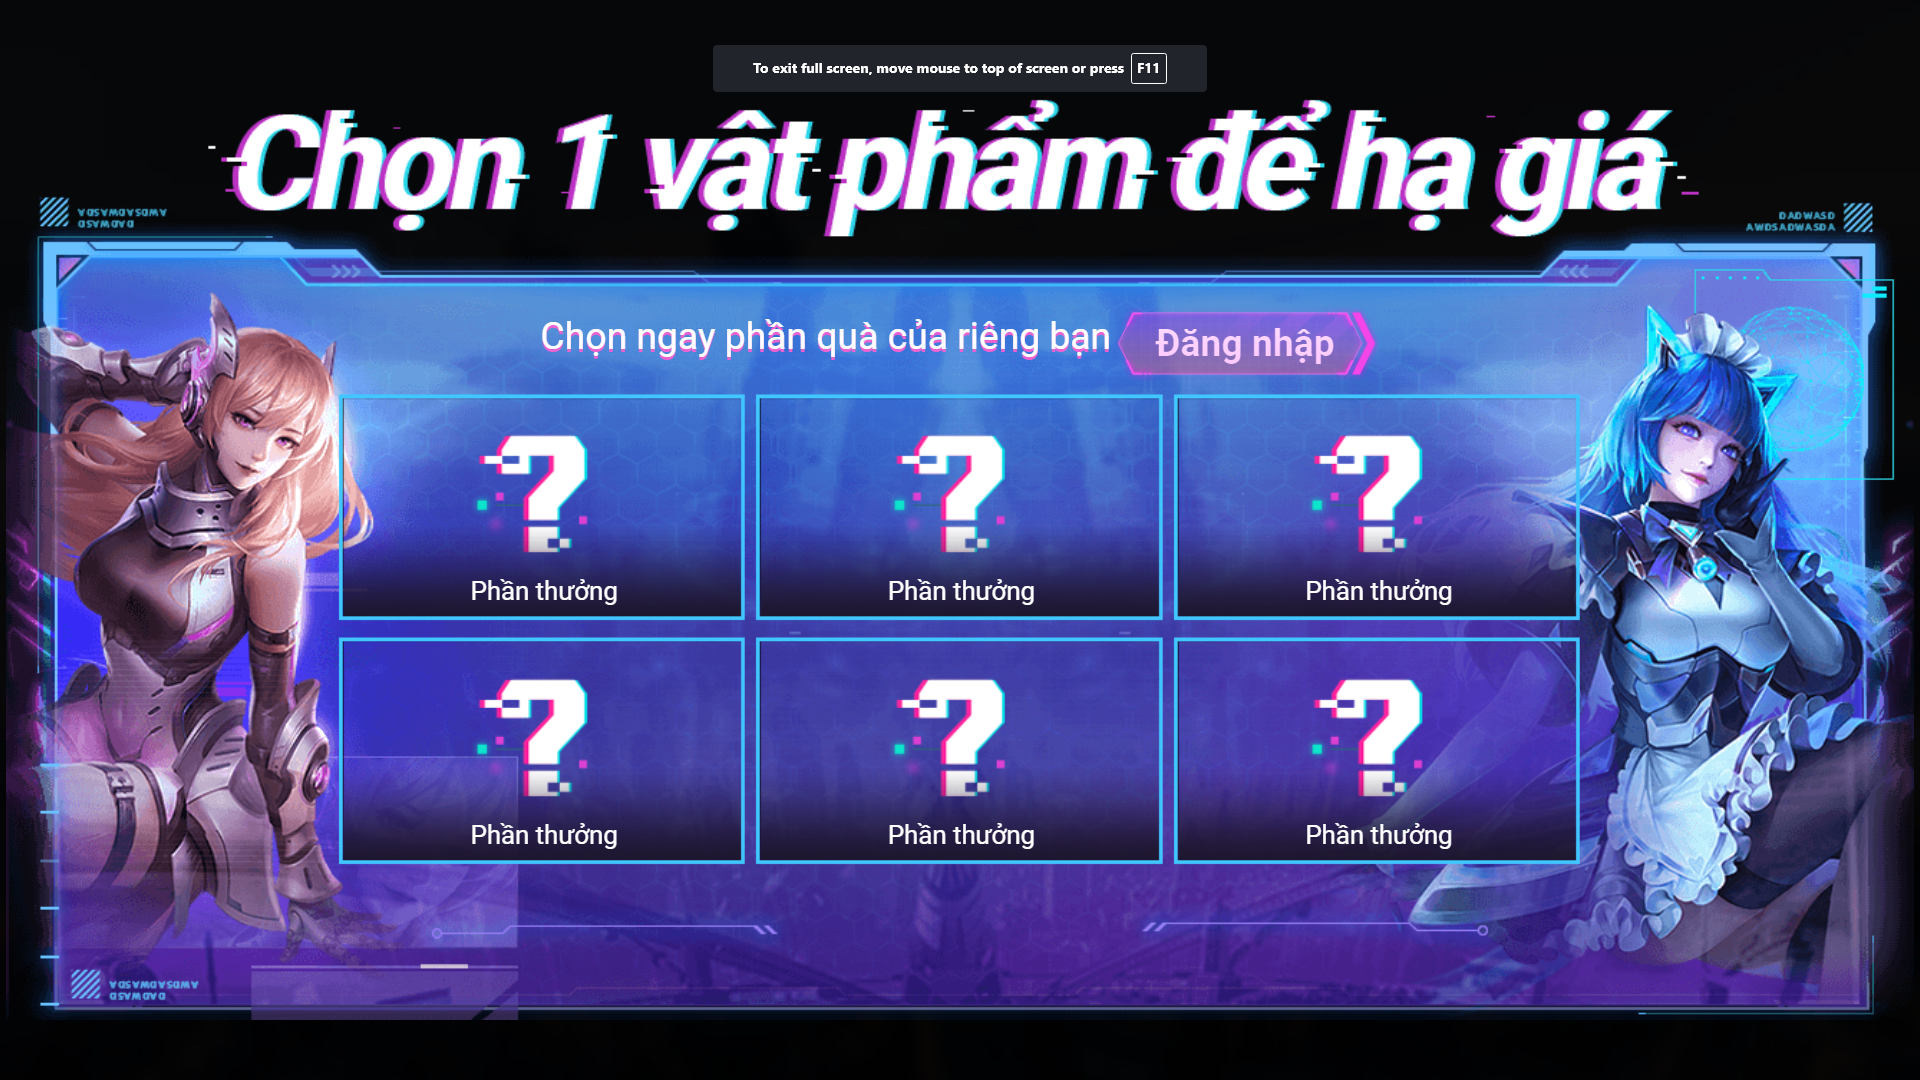 To exit full screen, move mouse to top of screen or press F11
Chọn 1 vật phẩm để hạ giá
DADWASD
AWDSADWASDA
Chọn ngay phần quà của riêng bạn Đăng nhập
Phần thưởng Phần thưởng Phần thưởng
Phần thưởng Phần thưởng Phần thưởng